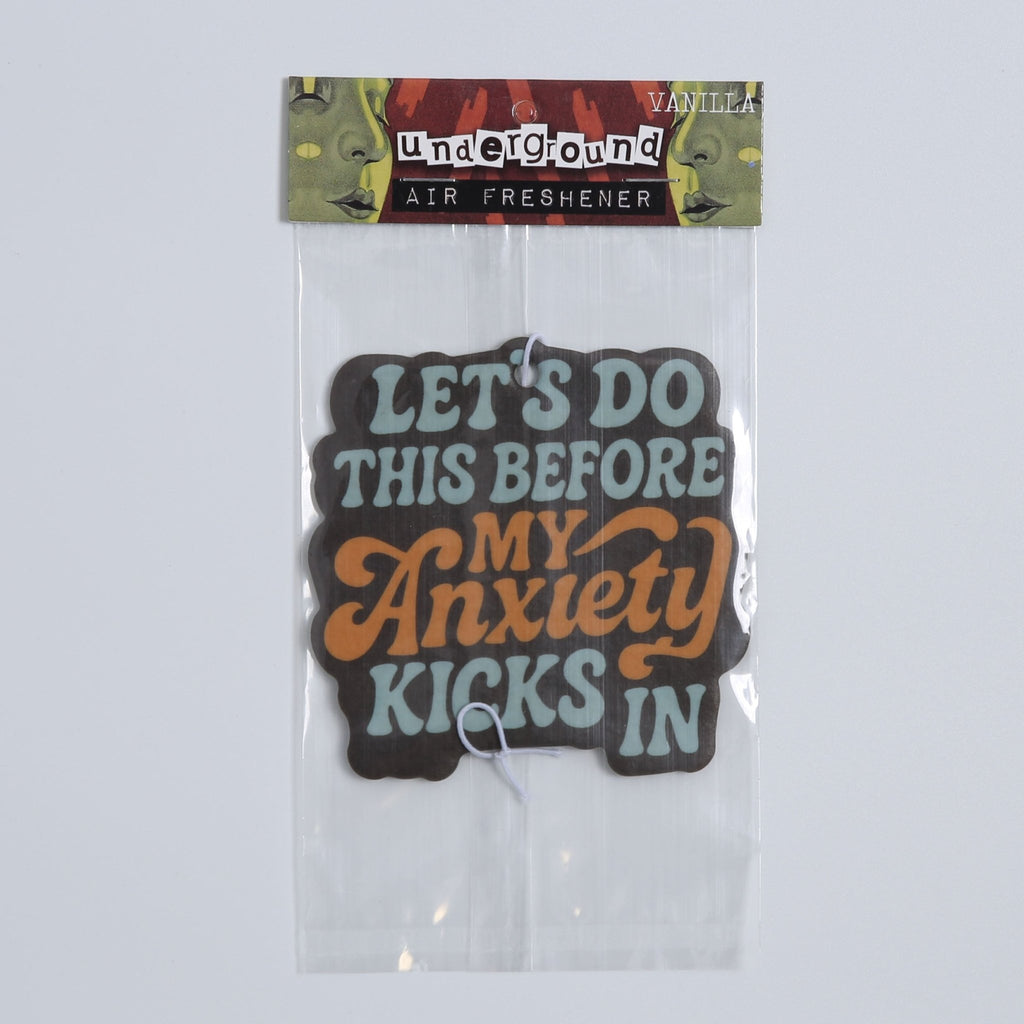 VANILLA
underground
AIR FRESHENER
LET'S DO
THIS BEFORE
MY
Anxiety
KICKS IN